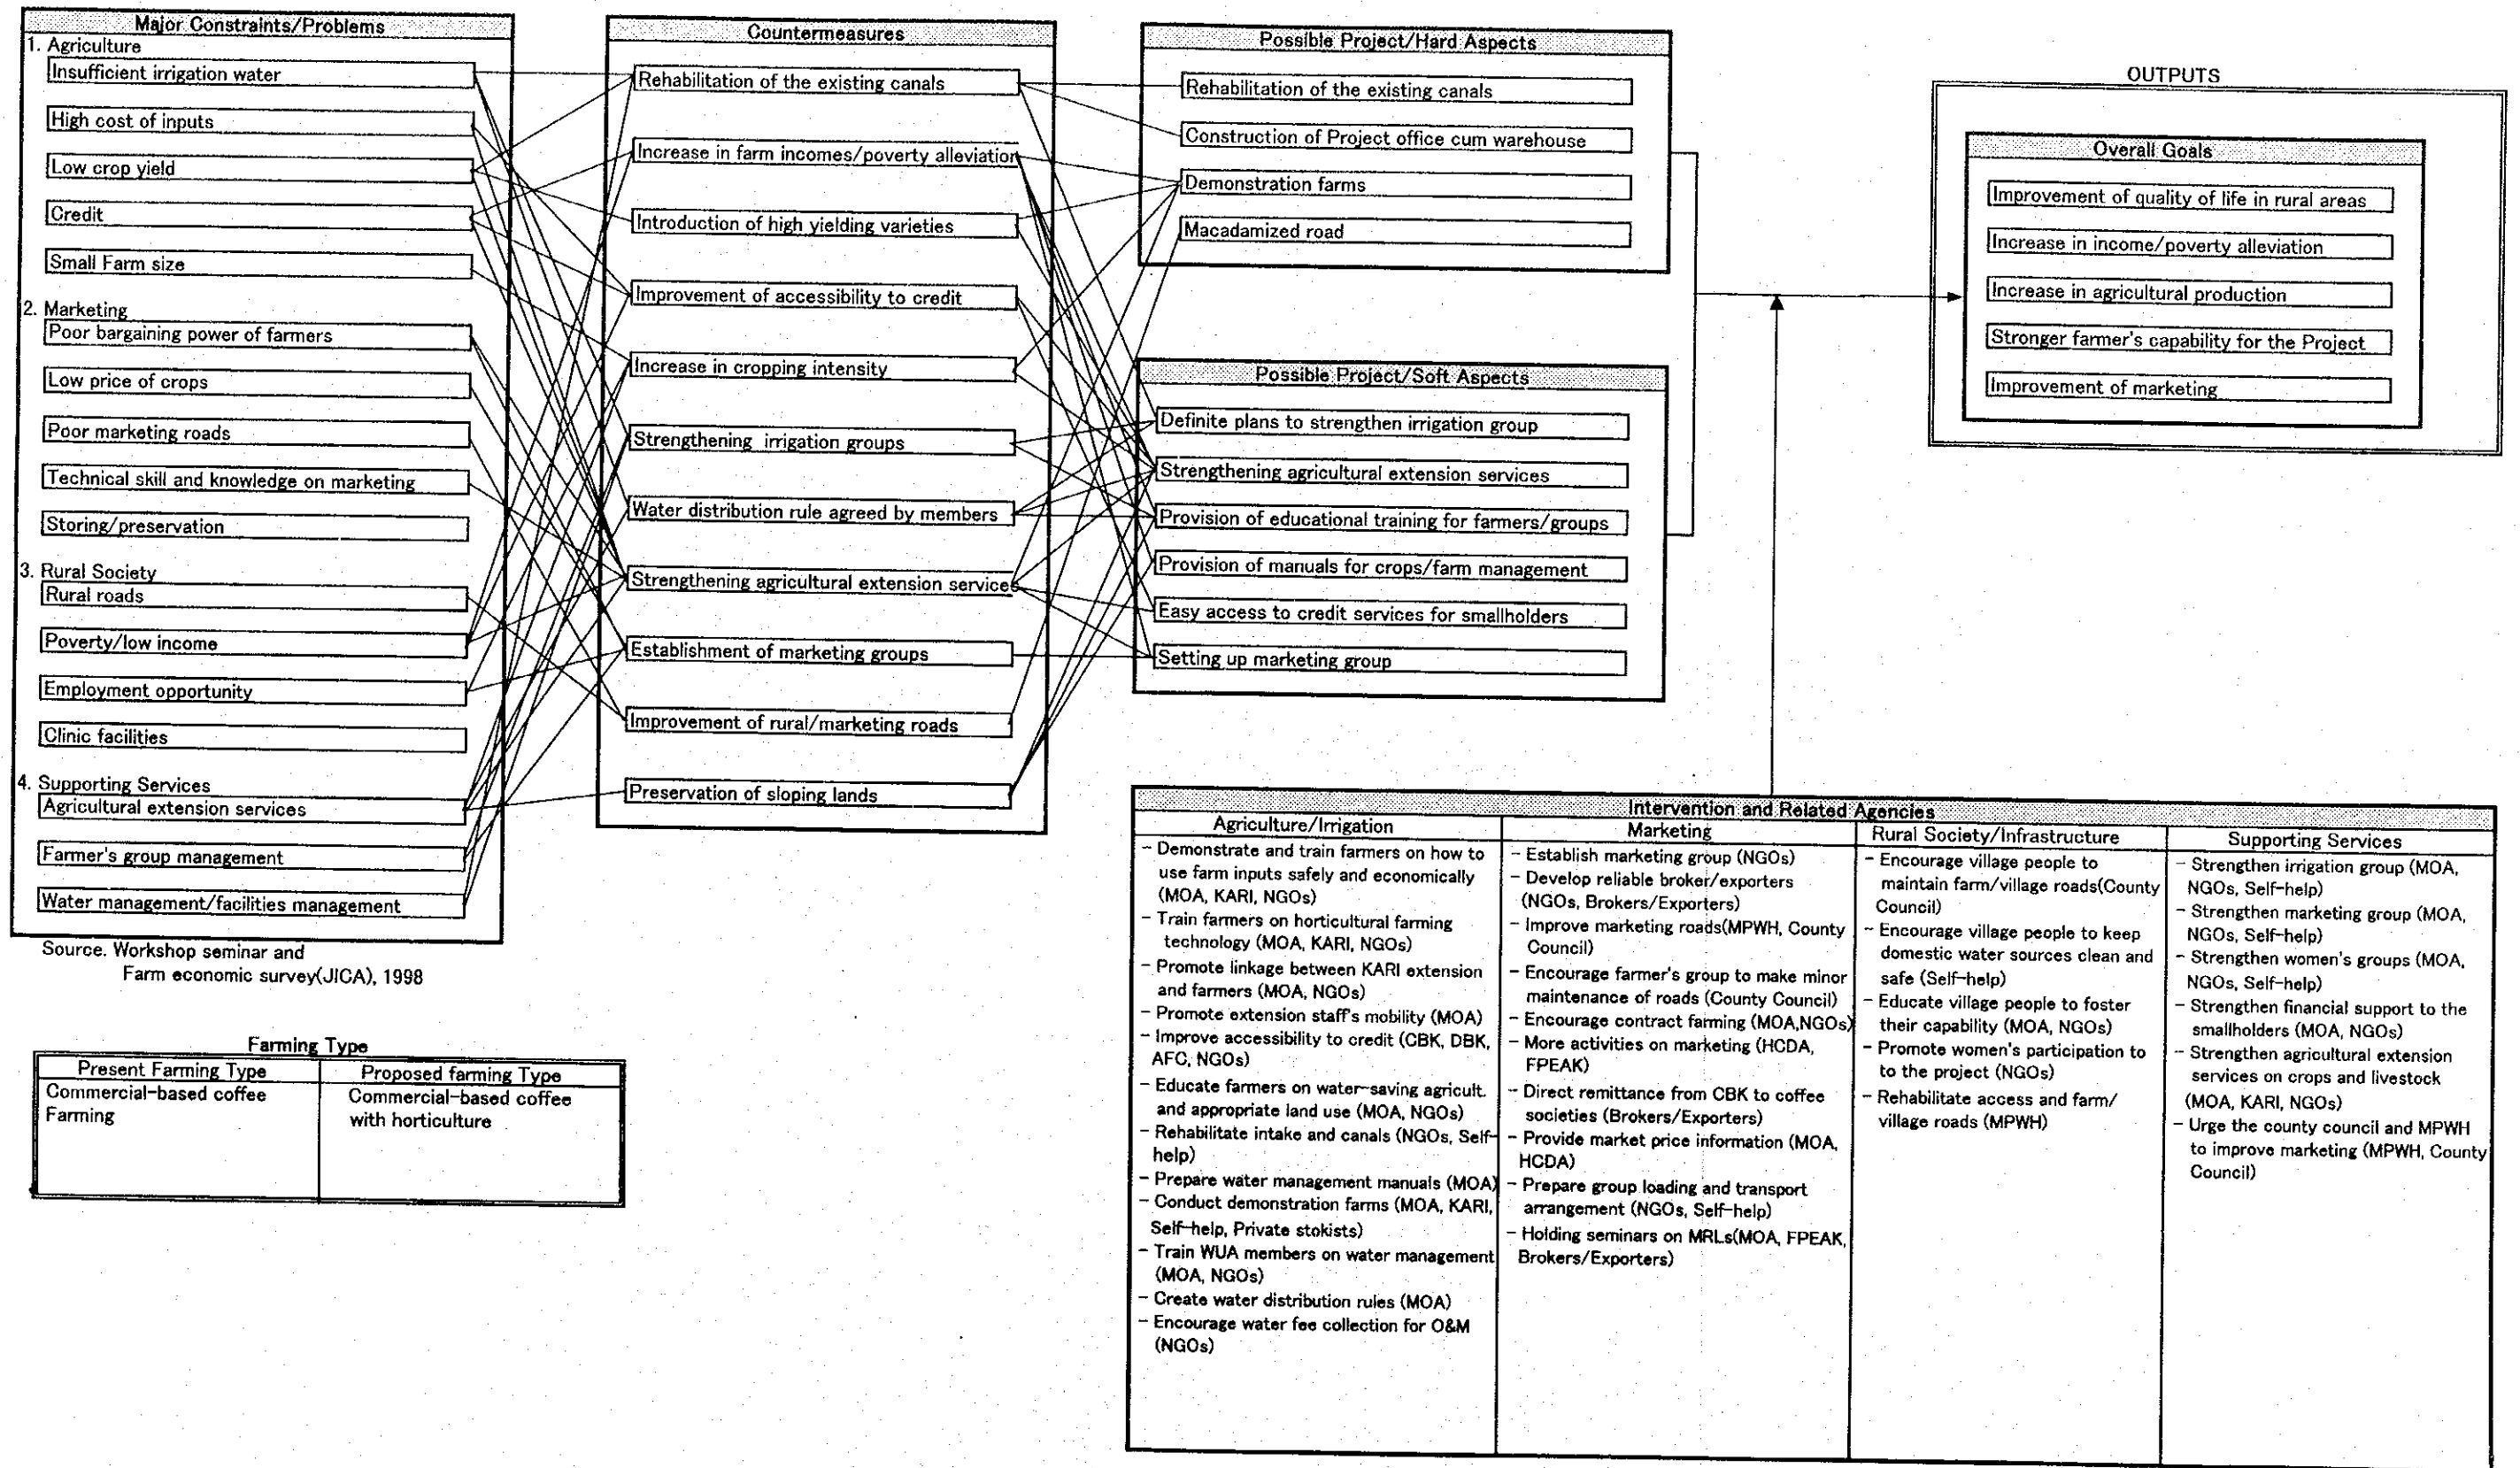 Major Constraints/Problems
1. Agriculture
Insufficient irrigation water
High cost of inputs
Low crop yield
Credit
Small Farm size
2. Marketing
Poor bargaining power of farmers
Low price of crops
Poor marketing roads
Technical skill and knowledge on marketing
Storing/preservation
3. Rural Society
Rural roads
Poverty/low income
Employment opportunity
Clinic facilities
4. Supporting Services
Agricultural extension services
Farmer's group management
Water management/facilities management
Source. Workshop seminar and
Farm economic survey(JICA), 1998
Countermeasures
Rehabilitation of the existing canals
Increase in farm incomes/poverty alleviation
Introduction of high yielding varieties
Improvement of accessibility to credit
Increase in cropping intensity
Strengthening irrigation groups
Water distribution rule agreed by members
Strengthening agricultural extension services
Establishment of marketing groups
Improvement of rural/marketing roads
Preservation of sloping lands
Possible Project/Hard Aspects
Rehabilitation of the existing canals
Construction of Project office cum warehouse
Demonstration farms
Macadamized road
Possible Project/Soft Aspects
Definite plans to strengthen irrigation group
Strengthening agricultural extension services
Provision of educational training for farmers/groups
Provision of manuals for crops/farm management
Easy access to credit services for smallholders
Setting up marketing group
OUTPUTS
Overall Goals
Improvement of quality of life in rural areas
Increase in income/poverty alleviation
Increase in agricultural production
Stronger farmer's capability for the Project
Improvement of marketing
Farming Type
Present Farming Type
Commercial-based coffee
Farming
Proposed farming Type
Commercial-based coffee
with horticulture
Intervention and Related Agencies
Agriculture/Irrigation
- Demonstrate and train farmers on how to
use farm inputs safely and economically
(MOA, KARI, NGOs)
- Train farmers on horticultural farming
technology (MOA, KARI, NGOs)
- Promote linkage between KARI extension
and farmers (MOA, NGOs)
- Promote extension staff's mobility (MOA)
- Improve accessibility to credit (CBK, DBK,
AFC, NGOs)
- Educate farmers on water-saving agricult.
and appropriate land use (MOA, NGOs)
- Rehabilitate intake and canals (NGOs, Self-
help)
- Prepare water management manuals (MOA)
- Conduct demonstration farms (MOA, KARI,
Self-help, Private stokists)
- Train WUA members on water management
(MOA, NGOs)
- Create water distribution rules (MOA)
- Encourage water fee collection for O&M
(NGOs)
Marketing
- Establish marketing group (NGOs)
- Develop reliable broker/exporters
(NGOs, Brokers/Exporters)
- Improve marketing roads(MPWH, County
Council)
- Encourage farmer's group to make minor
maintenance of roads (County Council)
- Encourage contract farming (MOA,NGOs)
- More activities on marketing (HCDA,
FPEAK)
- Direct remittance from CBK to coffee
societies (Brokers/Exporters)
- Provide market price information (MOA,
HCDA)
- Prepare group loading and transport
arrangement (NGOs, Self-help)
- Holding seminars on MRLs(MOA, FPEAK,
Brokers/Exporters)
Rural Society/Infrastructure
- Encourage village people to
maintain farm/village roads(County
Council)
- Encourage village people to keep
domestic water sources clean and
safe (Self-help)
- Educate village people to foster
their capability (MOA, NGOs)
- Promote women's participation to
to the project (NGOs)
- Rehabilitate access and farm/
village roads (MPWH)
Supporting Services
- Strengthen irrigation group (MOA,
NGOs, Self-help)
- Strengthen marketing group (MOA,
NGOs, Self-help)
- Strengthen women's groups (MOA,
NGOs, Self-help)
- Strengthen financial support to the
smallholders (MOA, NGOs)
- Strengthen agricultural extension
services on crops and livestock
(MOA, KARI, NGOs)
- Urge the county council and MPWH
to improve marketing (MPWH, County
Council)